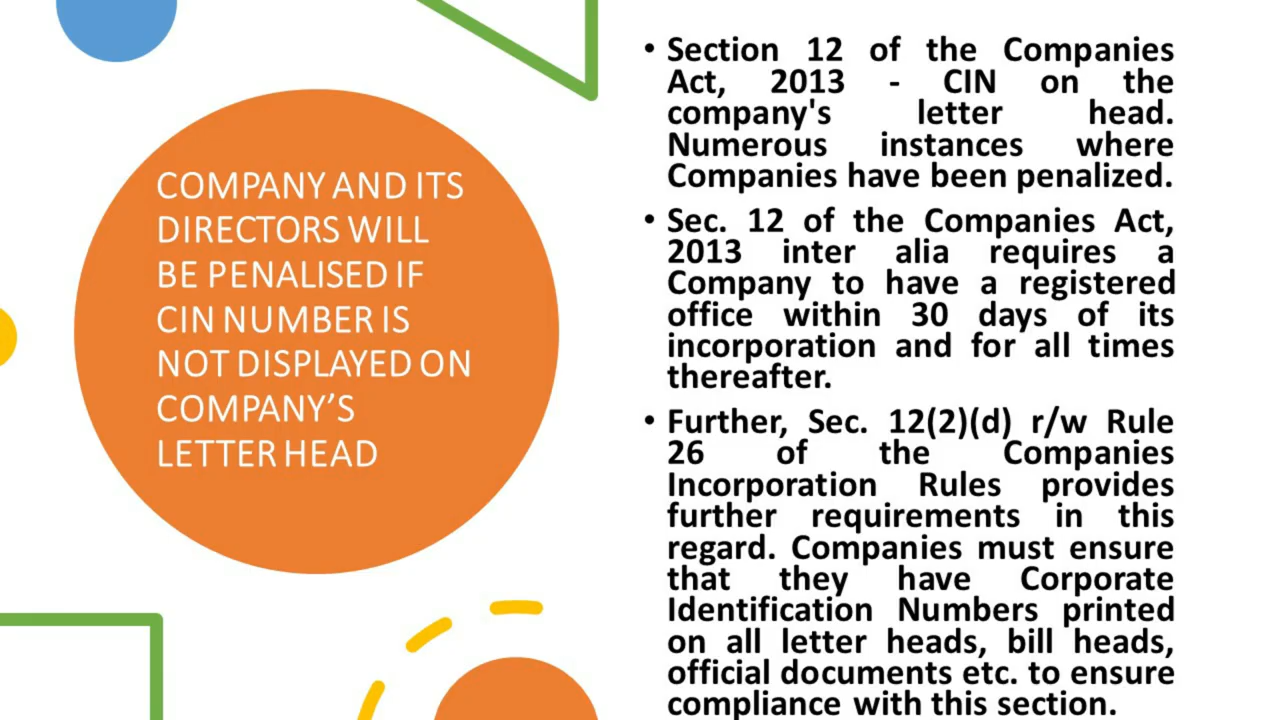 COMPANY AND ITS
DIRECTORS WILL
BE PENALISED IF
CIN NUMBER IS
NOT DISPLAYED ON
COMPANY’S
LETTER HEAD
• Section 12 of the Companies
Act, 2013 - CIN on the
company's letter head.
Numerous instances where
Companies have been penalized.
• Sec. 12 of the Companies Act,
2013 inter alia requires a
Company to have a registered
office within 30 days of its
incorporation and for all times
thereafter.
• Further, Sec. 12(2)(d) r/w Rule
26 of the Companies
Incorporation Rules provides
further requirements in this
regard. Companies must ensure
that they have Corporate
Identification Numbers printed
on all letter heads, bill heads,
official documents etc. to ensure
compliance with this section.